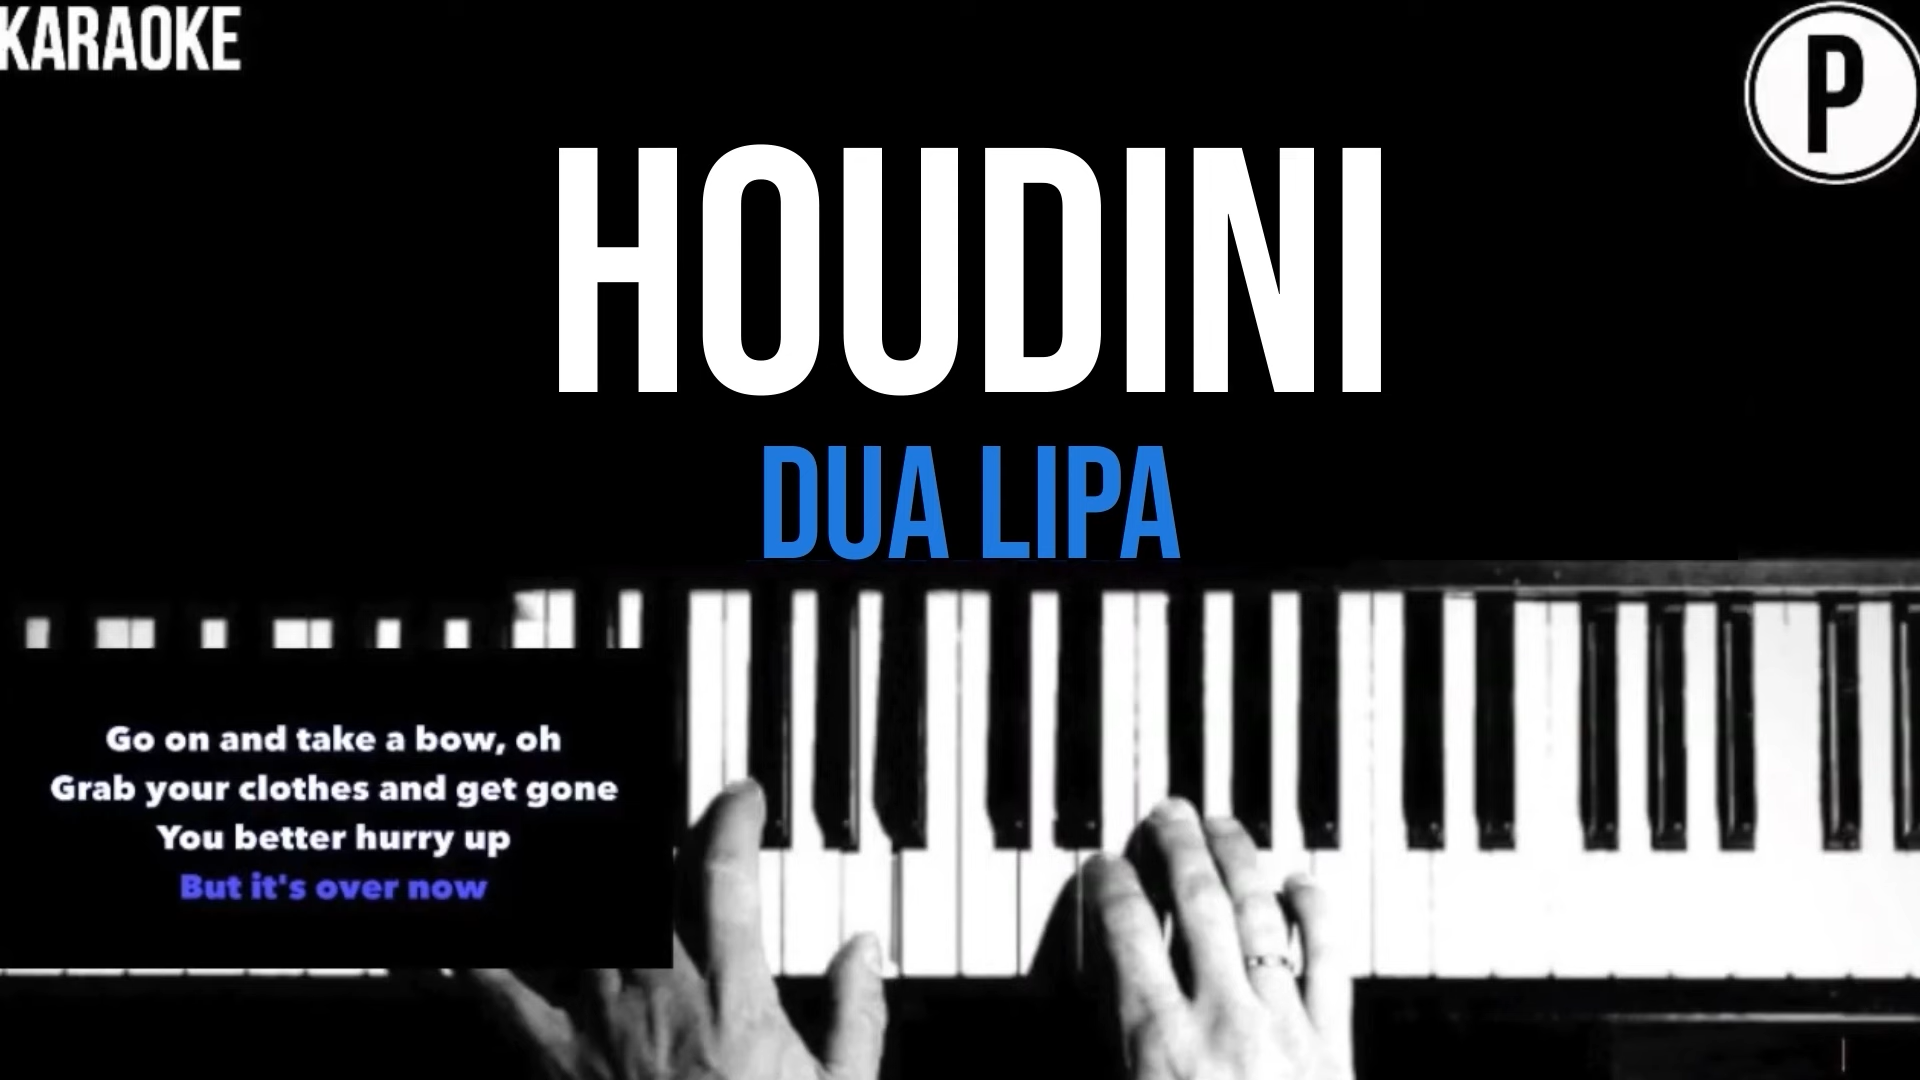 KARAOKE
P
HOUDINI
DUA LIPA
Go on and take a bow, oh
Grab your clothes and get gone
You better hurry up
But it's over now